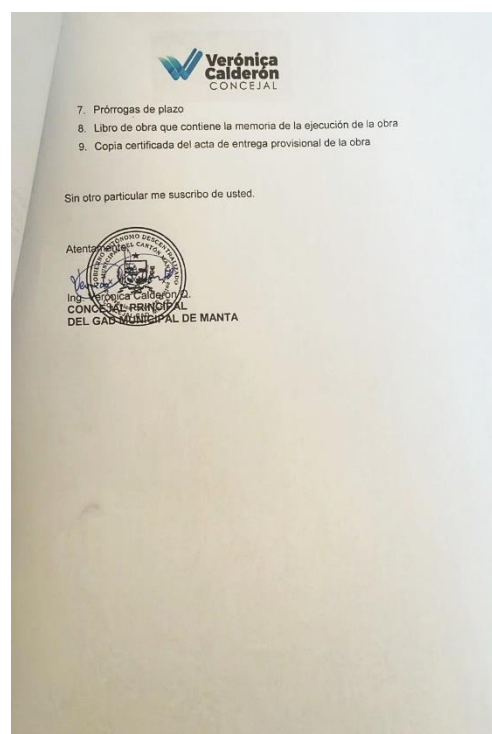 Verónica
Calderón
CONCEJAL
7. Prórrogas de plazo
8. Libro de obra que contiene la memoria de la ejecución de la obra
9. Copia certificada del acta de entrega provisional de la obra
Sin otro particular me suscribo de usted.
Atentamente,
Ing. Verónica Calderón Q.
CONCEJAL PRINCIPAL
DEL GAD MUNICIPAL DE MANTA